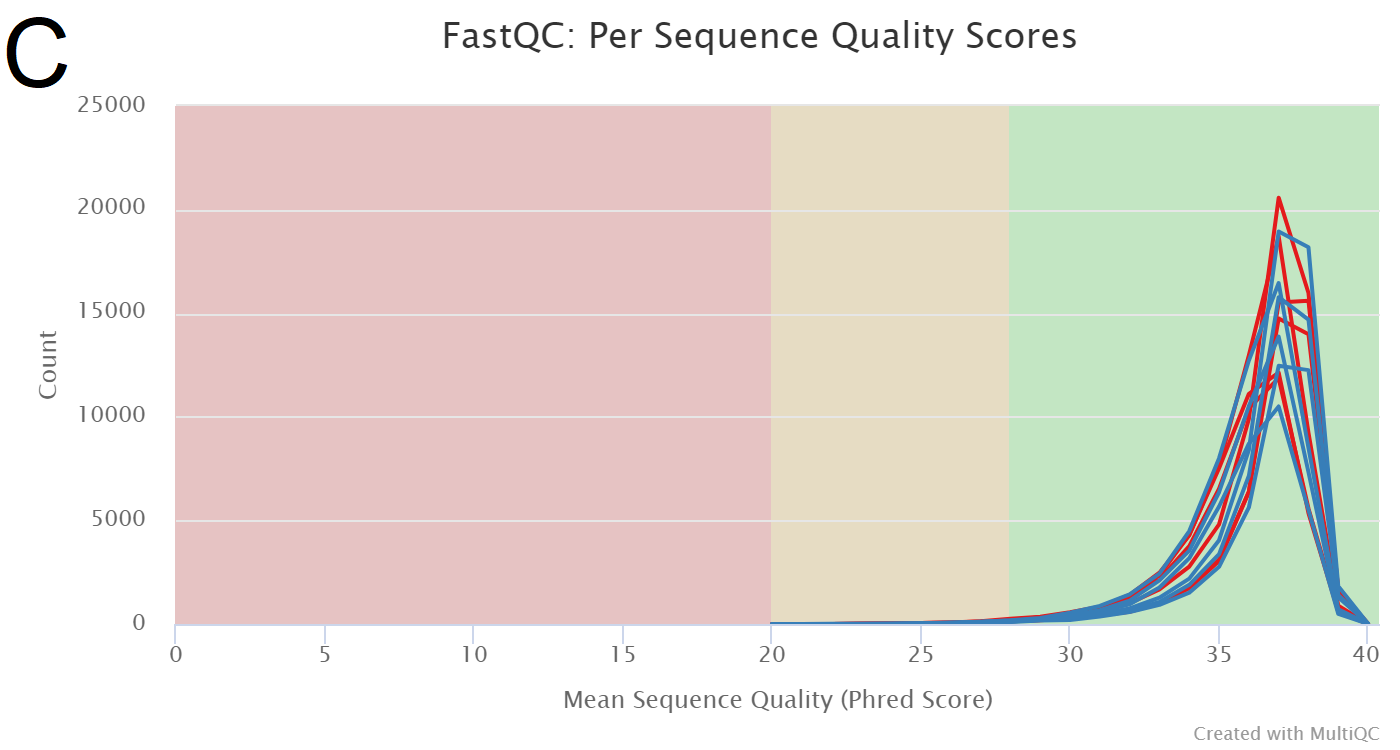 C
FastQC: Per Sequence Quality Scores
25000
20000
15000
10000
5000
0
Count
0 5 10 15 20 25 30 35 40
Mean Sequence Quality (Phred Score)
Created with MultiQC